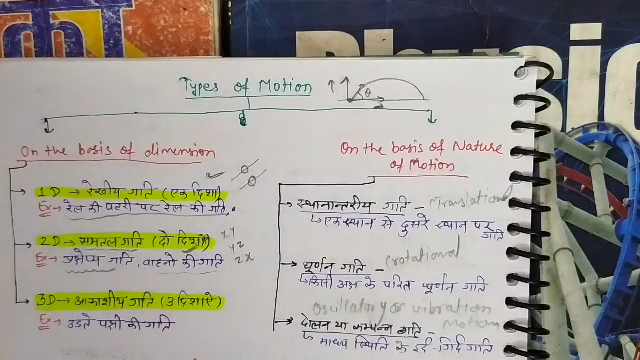 Physics
Types of Motion
θ
On the basis of dimension
1D → रेखीय गति (एक दिशा)
Ex → रेल की पटरी पर रेल की गति,
2D → समतल गति (दो दिशा)
xy
yz
zx
Ex → प्रक्षेप्य गति, वाहनो की गति
3D → आकाशीय गति (3 दिशाऐ)
Ex → उडते पक्षी की गति
On the basis of Nature
of Motion
स्थानान्तरीय गति - Translational
एक स्थान से दुसरे स्थान पर
गति
घूर्णन गति - (rotational
किसी अक्ष के परित घूर्णन गति
Oscillatory or vibration
दोलन या कम्पन्न गति - Motion
माध्य स्थिति के इर्द-गिर्द गति